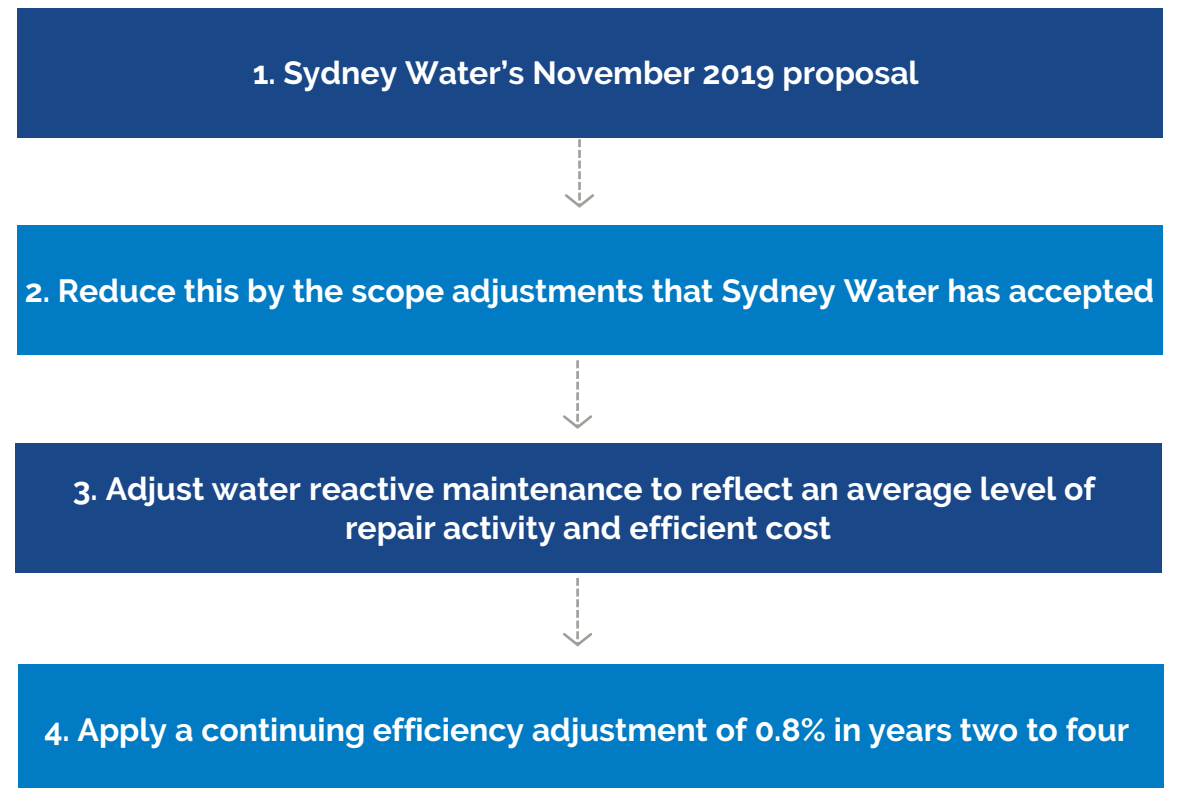 1. Sydney Water’s November 2019 proposal
2. Reduce this by the scope adjustments that Sydney Water has accepted
3. Adjust water reactive maintenance to reflect an average level of
repair activity and efficient cost
4. Apply a continuing efficiency adjustment of 0.8% in years two to four